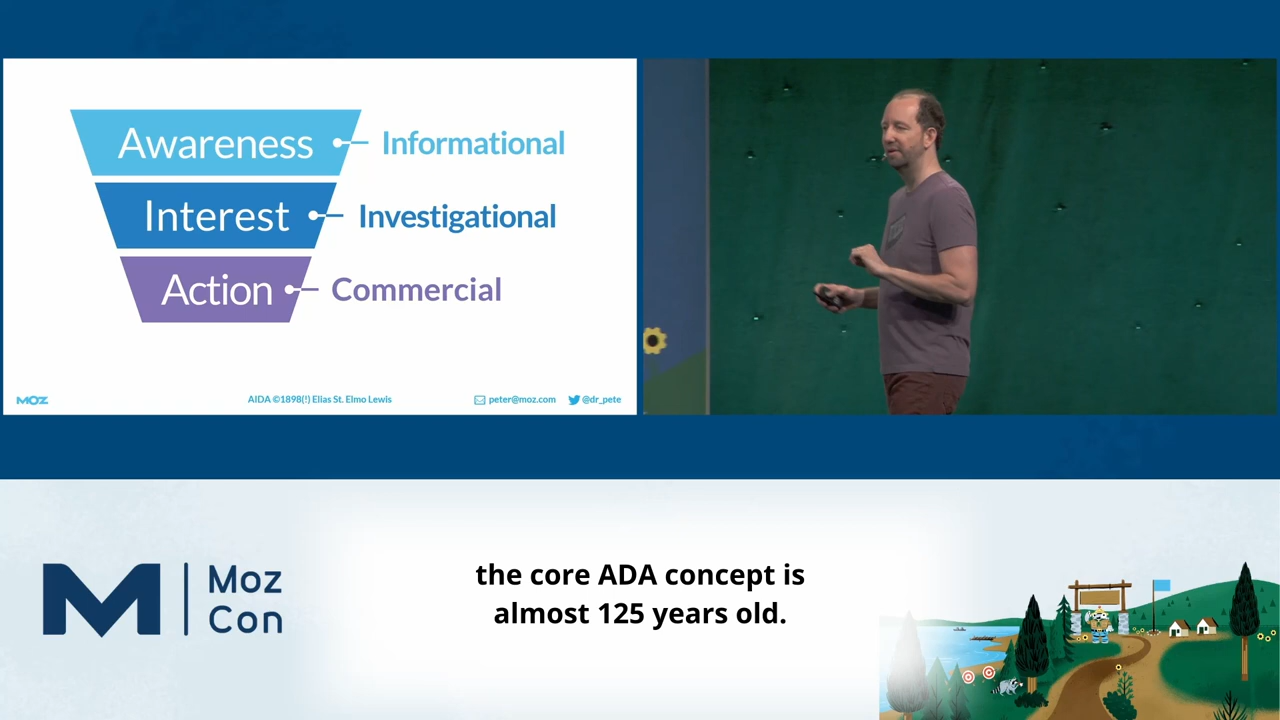 Awareness
Informational
Interest
Investigational
Action
Commercial
MOZ
AIDA ©1898(!) Elias St. Elmo Lewis
peter@moz.com
@dr_pete
M
Moz
Con
the core ADA concept is
almost 125 years old.